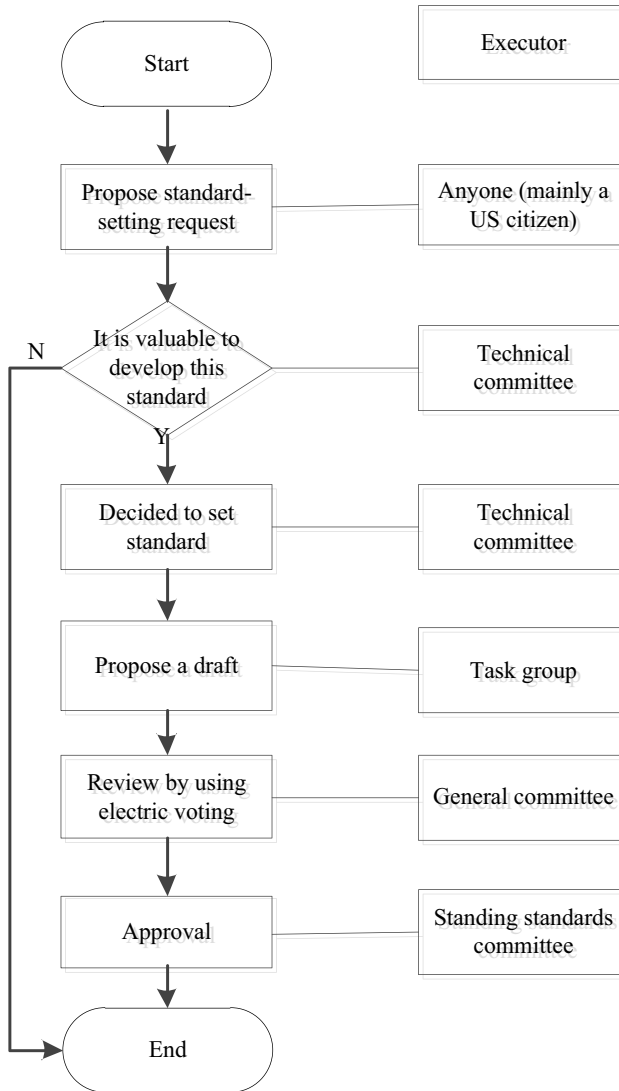 Start
Executor
Propose standard-
setting request
Anyone (mainly a
US citizen)
It is valuable to
develop this
standard
N
Technical
committee
Y
Decided to set
standard
Technical
committee
Propose a draft
Task group
Review by using
electric voting
General committee
Approval
Standing standards
committee
End